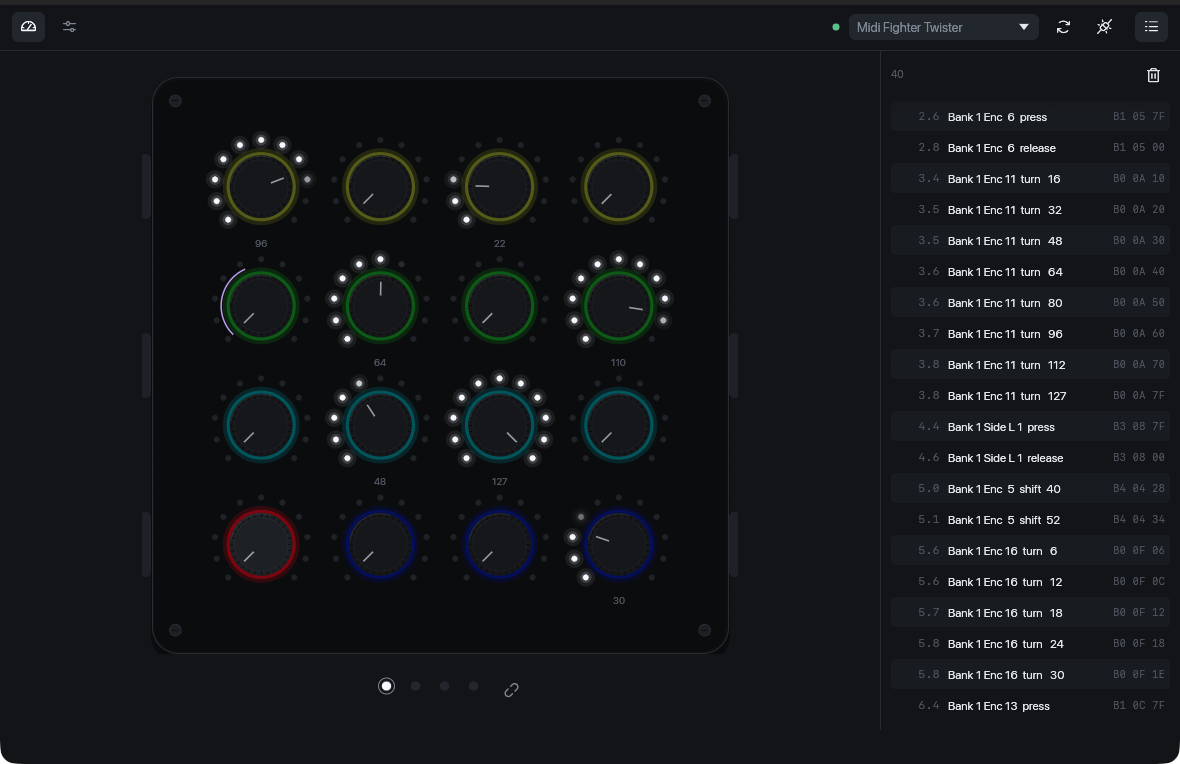 Midi Fighter Twister
96
22
64
110
48
127
30
40
2.6 Bank 1 Enc 6 press B1 05 7F
2.8 Bank 1 Enc 6 release B1 05 00
3.4 Bank 1 Enc 11 turn 16 B0 0A 10
3.5 Bank 1 Enc 11 turn 32 B0 0A 20
3.5 Bank 1 Enc 11 turn 48 B0 0A 30
3.6 Bank 1 Enc 11 turn 64 B0 0A 40
3.6 Bank 1 Enc 11 turn 80 B0 0A 50
3.7 Bank 1 Enc 11 turn 96 B0 0A 60
3.8 Bank 1 Enc 11 turn 112 B0 0A 70
3.8 Bank 1 Enc 11 turn 127 B0 0A 7F
4.4 Bank 1 Side L 1 press B3 08 7F
4.6 Bank 1 Side L 1 release B3 08 00
5.0 Bank 1 Enc 5 shift 40 B4 04 28
5.1 Bank 1 Enc 5 shift 52 B4 04 34
5.6 Bank 1 Enc 16 turn 6 B0 0F 06
5.6 Bank 1 Enc 16 turn 12 B0 0F 0C
5.7 Bank 1 Enc 16 turn 18 B0 0F 12
5.8 Bank 1 Enc 16 turn 24 B0 0F 18
5.8 Bank 1 Enc 16 turn 30 B0 0F 1E
6.4 Bank 1 Enc 13 press B1 0C 7F